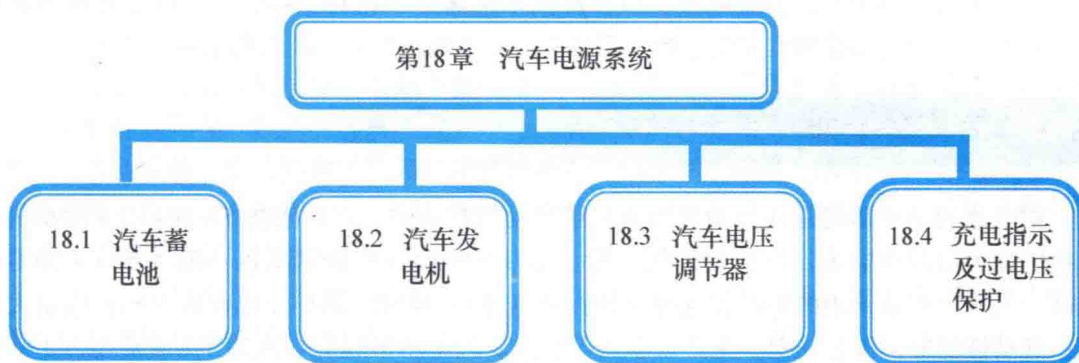 第18章 汽车电源系统
18.1 汽车蓄
电池
18.2 汽车发
电机
18.3 汽车电压
调节器
18.4 充电指示
及过电压
保护